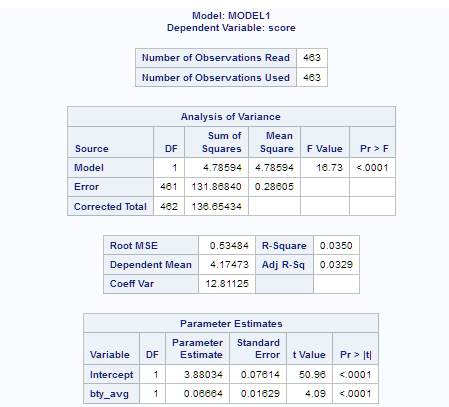 Model: MODEL1
Dependent Variable: score
Number of Observations Read 463
Number of Observations Used 463
Analysis of Variance
Source DF Sum of Squares Mean Square F Value Pr > F
Model 1 4.78594 4.78594 16.73 <.0001
Error 461 131.86840 0.28605
Corrected Total 462 136.65434
Root MSE 0.53484 R-Square 0.0350
Dependent Mean 4.17473 Adj R-Sq 0.0329
Coeff Var 12.81125
Parameter Estimates
Variable DF Parameter Estimate Standard Error t Value Pr > |t|
Intercept 1 3.88034 0.07614 50.96 <.0001
bty_avg 1 0.06664 0.01629 4.09 <.0001